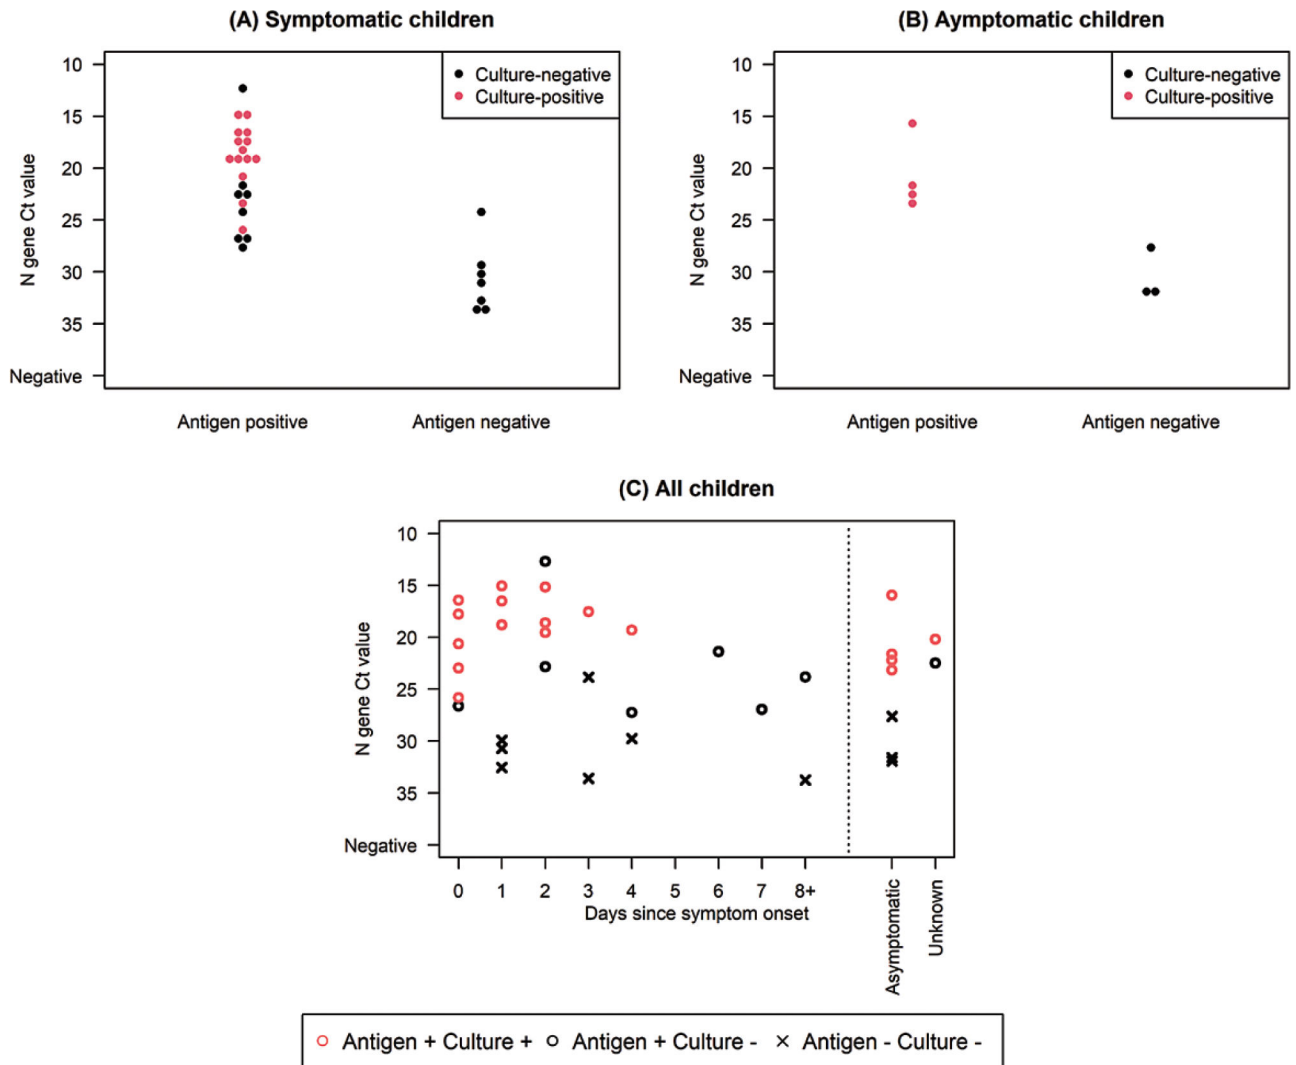 (A) Symptomatic children
10
15
20
25
30
35
Negative
N gene Ct value
Culture-negative
Culture-positive
Antigen positive
Antigen negative
(B) Aymptomatic children
10
15
20
25
30
35
Negative
N gene Ct value
Culture-negative
Culture-positive
Antigen positive
Antigen negative
(C) All children
10
15
20
25
30
35
Negative
N gene Ct value
0 1 2 3 4 5 6 7 8+
Asymptomatic
Unknown
Days since symptom onset
Antigen + Culture + Antigen + Culture - Antigen - Culture -